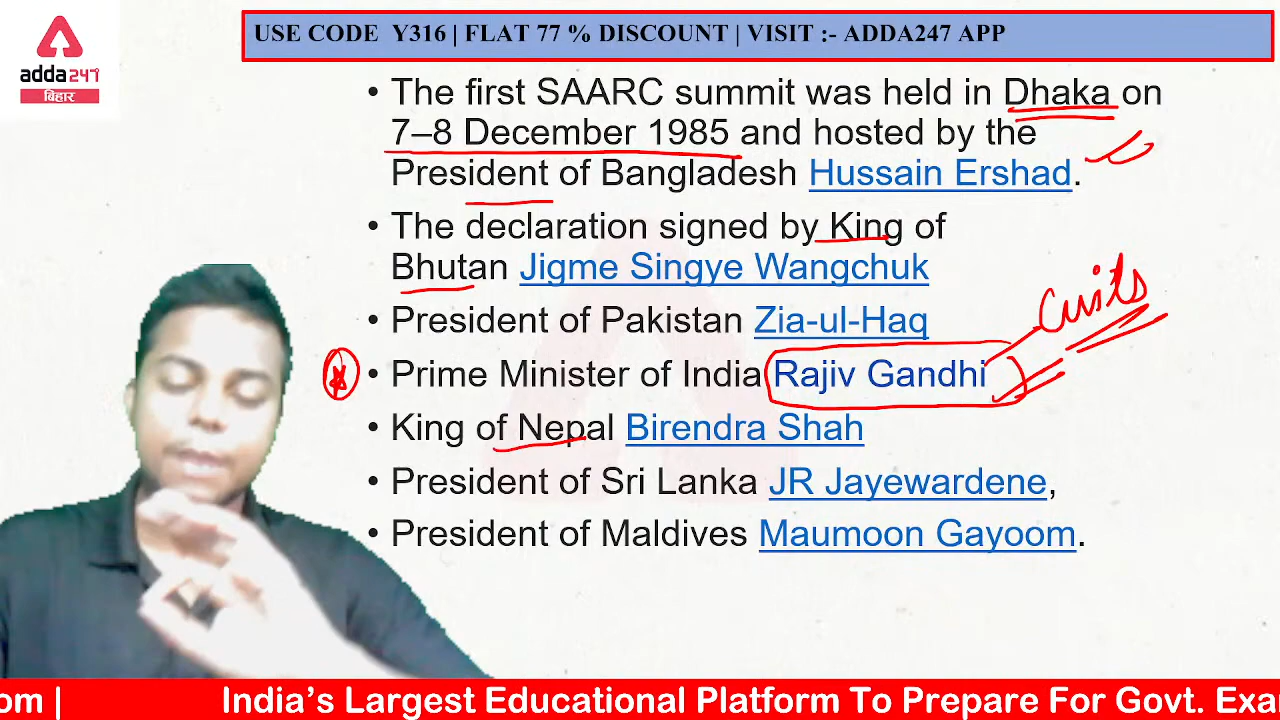 USE CODE Y316 | FLAT 77 % DISCOUNT | VISIT :- ADDA247 APP
adda247
बिहार
• The first SAARC summit was held in Dhaka on
7–8 December 1985 and hosted by the
President of Bangladesh Hussain Ershad.
• The declaration signed by King of
Bhutan Jigme Singye Wangchuk
• President of Pakistan Zia-ul-Haq
• Prime Minister of India Rajiv Gandhi
• King of Nepal Birendra Shah
• President of Sri Lanka JR Jayewardene,
• President of Maldives Maumoon Gayoom.
om | India’s Largest Educational Platform To Prepare For Govt. Exa